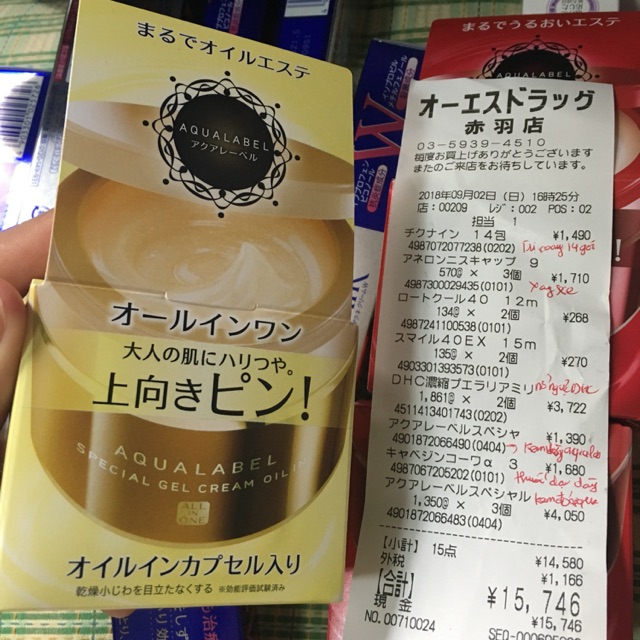 まるでオイルエステ
AQUALABEL
アクアレーベル
オールインワン
大人の肌にハリつや。
上向きピン!
AQUALABEL
SPECIAL GEL CREAM OIL IN
ALL IN ONE
オイルインカプセル入り
乾燥小じわを目立たなくする ※効能評価試験済み
まるでうるおいエステ
AQUALABEL
W
オーエスドラッグ
赤羽店
03-5939-4510
毎度お買上げありがとうございます
またのご来店をお待ちしています。
2018年09月02日(日) 16時25分
店:00209 レジ:002 POS:02
担当 1
チクナイン 14包 ¥1,490
4987072077238(0202)
アネロンニスキャップ 9
570@ × 3個 ¥1,710
4987300029435(0101)
ロートクール40 12m
134@ × 2個 ¥268
4987241100538(0101)
スマイル40EX 15m
135@ × 2個 ¥270
4903301393573(0101)
DHC濃縮プエラリアミリ
1,861@ × 2個 ¥3,722
4511413401743(0202)
アクアレーベルスペシャ ¥1,390
4901872066490(0404)
キャベジンコーワα 3 ¥1,680
4987067205202(0101)
アクアレーベルスペシャル
1,350@ × 3個 ¥4,050
4901872066483(0404)
[小計] 15点 ¥14,580
外税 ¥1,166
[合計] ¥15,746
現金 ¥15,746
NO.00710024